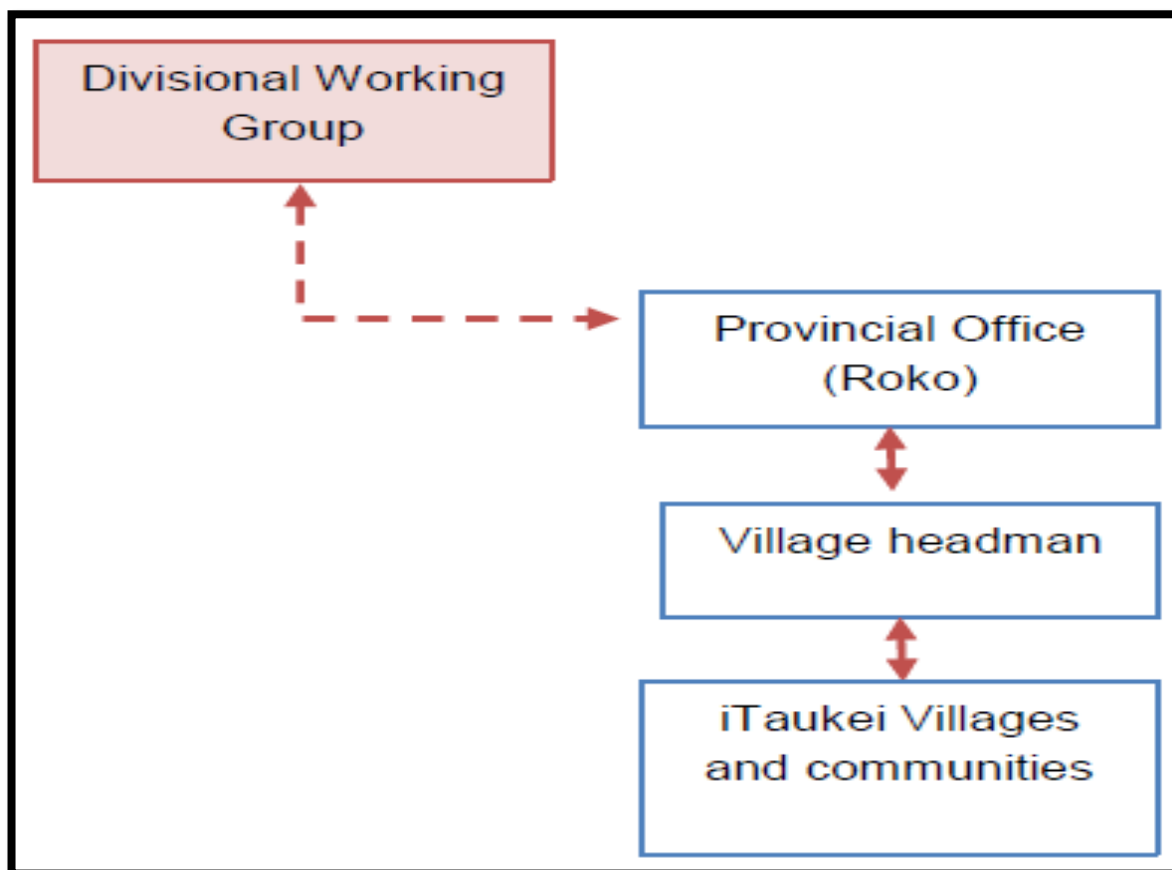 Divisional Working
Group
Provincial Office
(Roko)
Village headman
iTaukei Villages
and communities